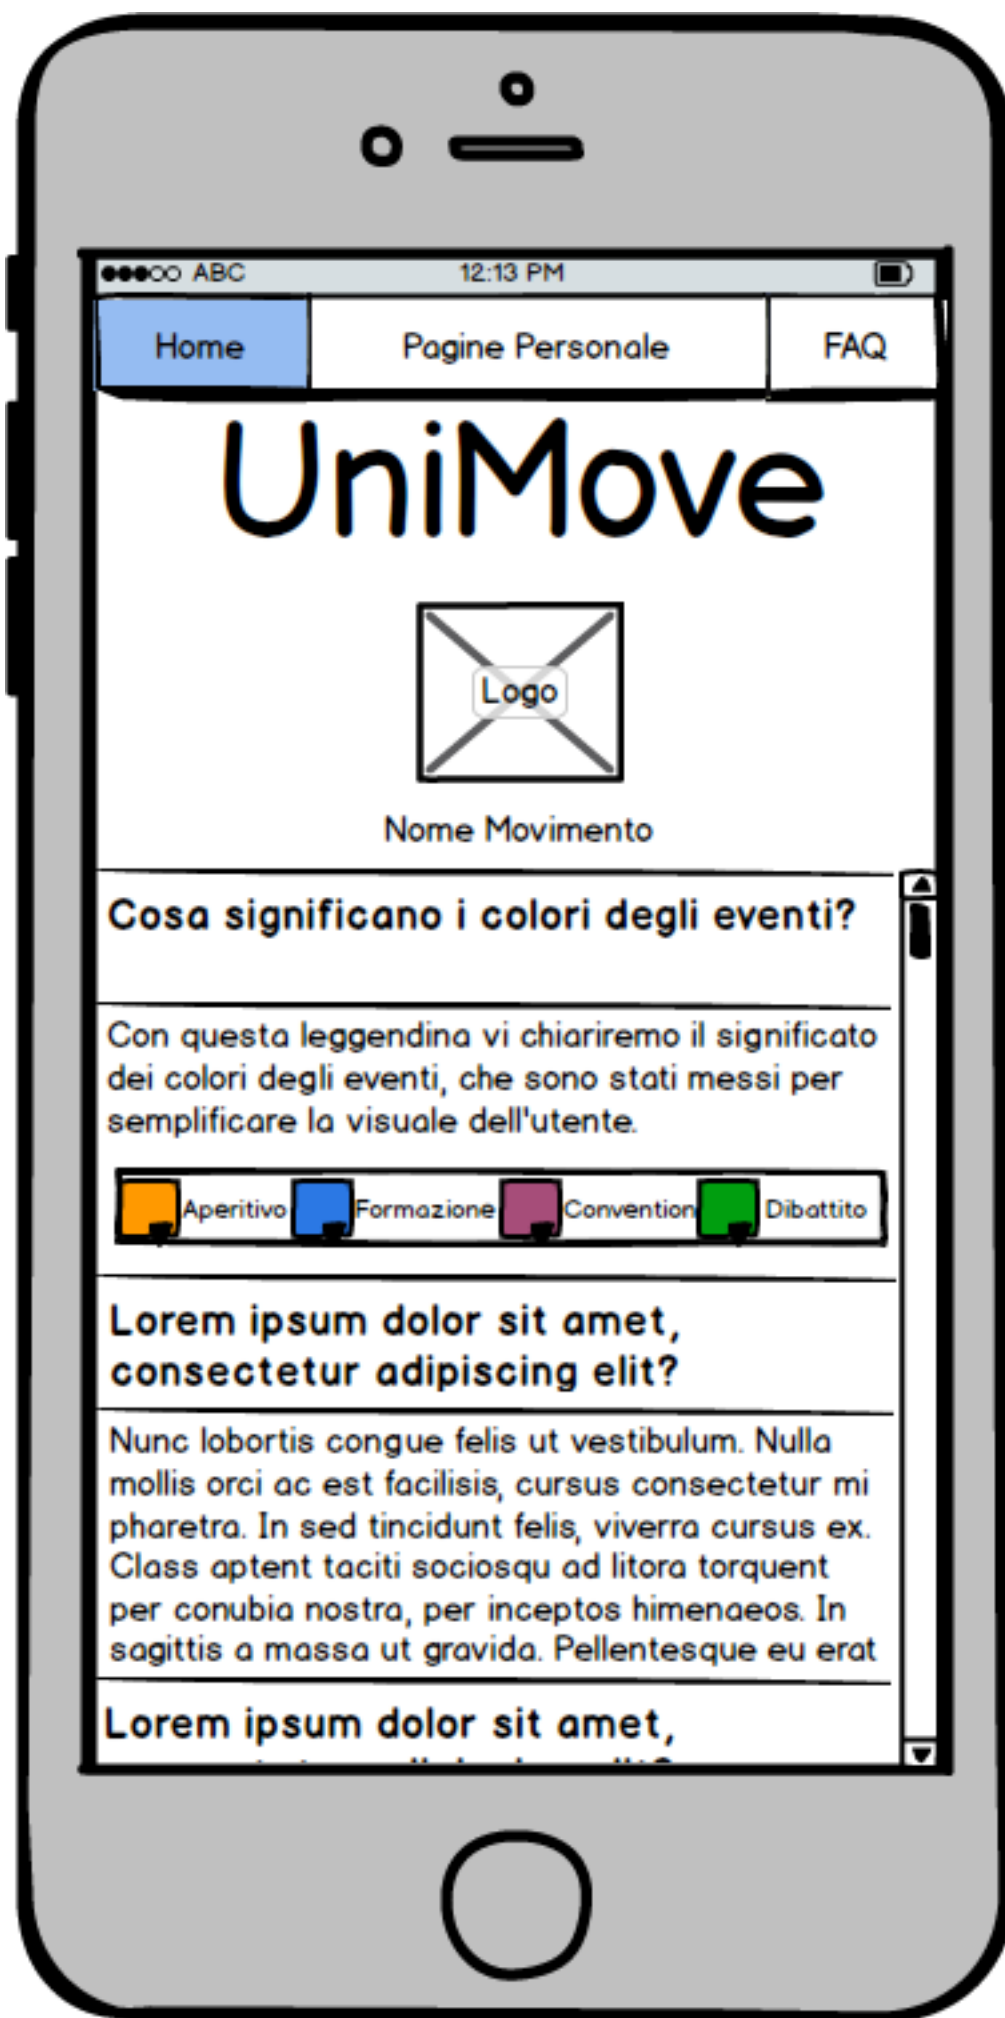 ABC 12:13 PM
Home Pagine Personale FAQ
UniMove
Logo
Nome Movimento
Cosa significano i colori degli eventi?
Con questa leggendina vi chiariremo il significato
dei colori degli eventi, che sono stati messi per
semplificare la visuale dell'utente.
Aperitivo Formazione Convention Dibattito
Lorem ipsum dolor sit amet,
consectetur adipiscing elit?
Nunc lobortis congue felis ut vestibulum. Nulla
mollis orci ac est facilisis, cursus consectetur mi
pharetra. In sed tincidunt felis, viverra cursus ex.
Class aptent taciti sociosqu ad litora torquent
per conubia nostra, per inceptos himenaeos. In
sagittis a massa ut gravida. Pellentesque eu erat
Lorem ipsum dolor sit amet,